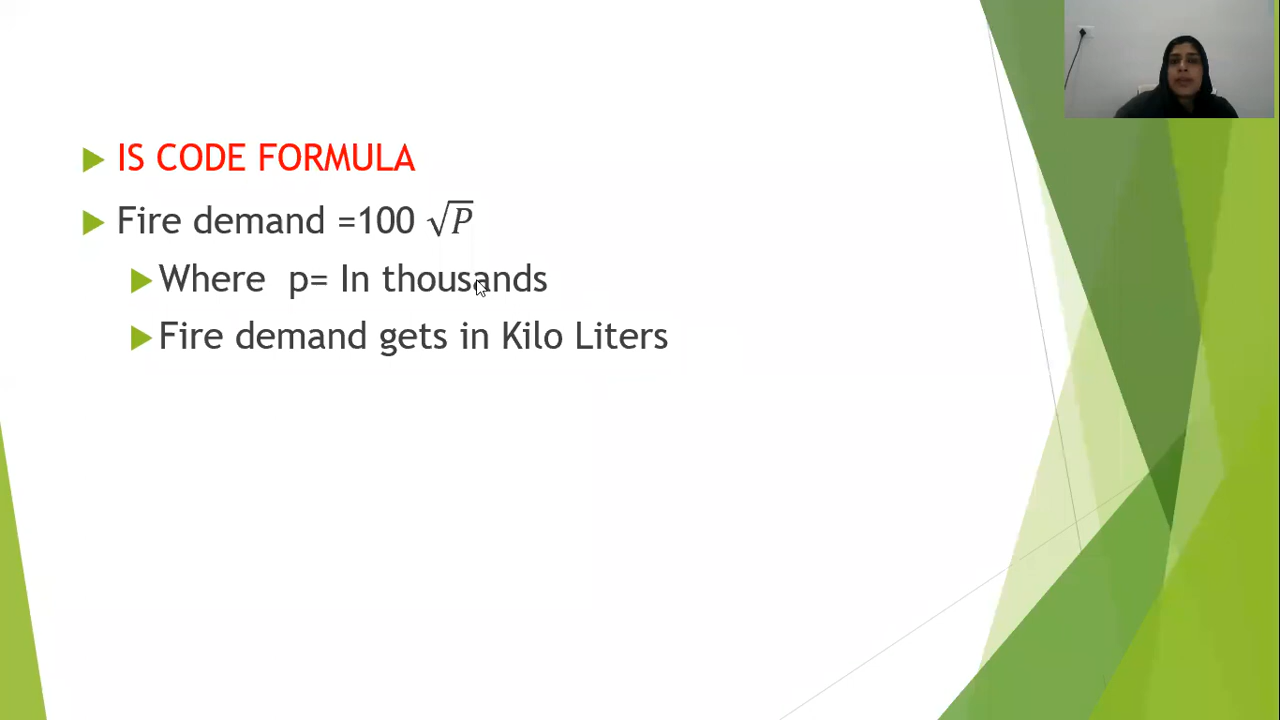 IS CODE FORMULA
Fire demand =100 √P
Where p= In thousands
Fire demand gets in Kilo Liters